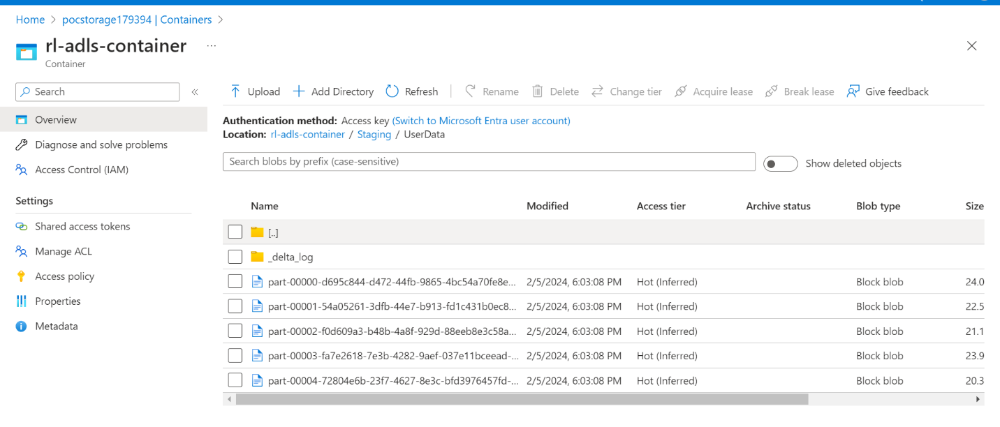 Home > pocstorage179394 | Containers >
rl-adls-container ...
Container
Search «
Upload Add Directory Refresh Rename Delete Change tier Acquire lease Break lease Give feedback
Overview
Diagnose and solve problems
Access Control (IAM)
Settings
Shared access tokens
Manage ACL
Access policy
Properties
Metadata
Authentication method: Access key (Switch to Microsoft Entra user account)
Location: rl-adls-container / Staging / UserData
Search blobs by prefix (case-sensitive)
Show deleted objects
Name Modified Access tier Archive status Blob type Size
[..]
_delta_log
part-00000-d695c844-d472-44fb-9865-4bc54a70fe8e... 2/5/2024, 6:03:08 PM Hot (Inferred) Block blob 24.0
part-00001-54a05261-3dfb-44e7-b913-fd1c431b0ec8... 2/5/2024, 6:03:08 PM Hot (Inferred) Block blob 22.5
part-00002-f0d609a3-b48b-4a8f-929d-88eeb8e3c58a... 2/5/2024, 6:03:08 PM Hot (Inferred) Block blob 21.1
part-00003-fa7e2618-7e3b-4282-9aef-037e11bceead-... 2/5/2024, 6:03:08 PM Hot (Inferred) Block blob 23.9
part-00004-72804e6b-23f7-4627-8e3c-bfd3976457fd-... 2/5/2024, 6:03:08 PM Hot (Inferred) Block blob 20.3